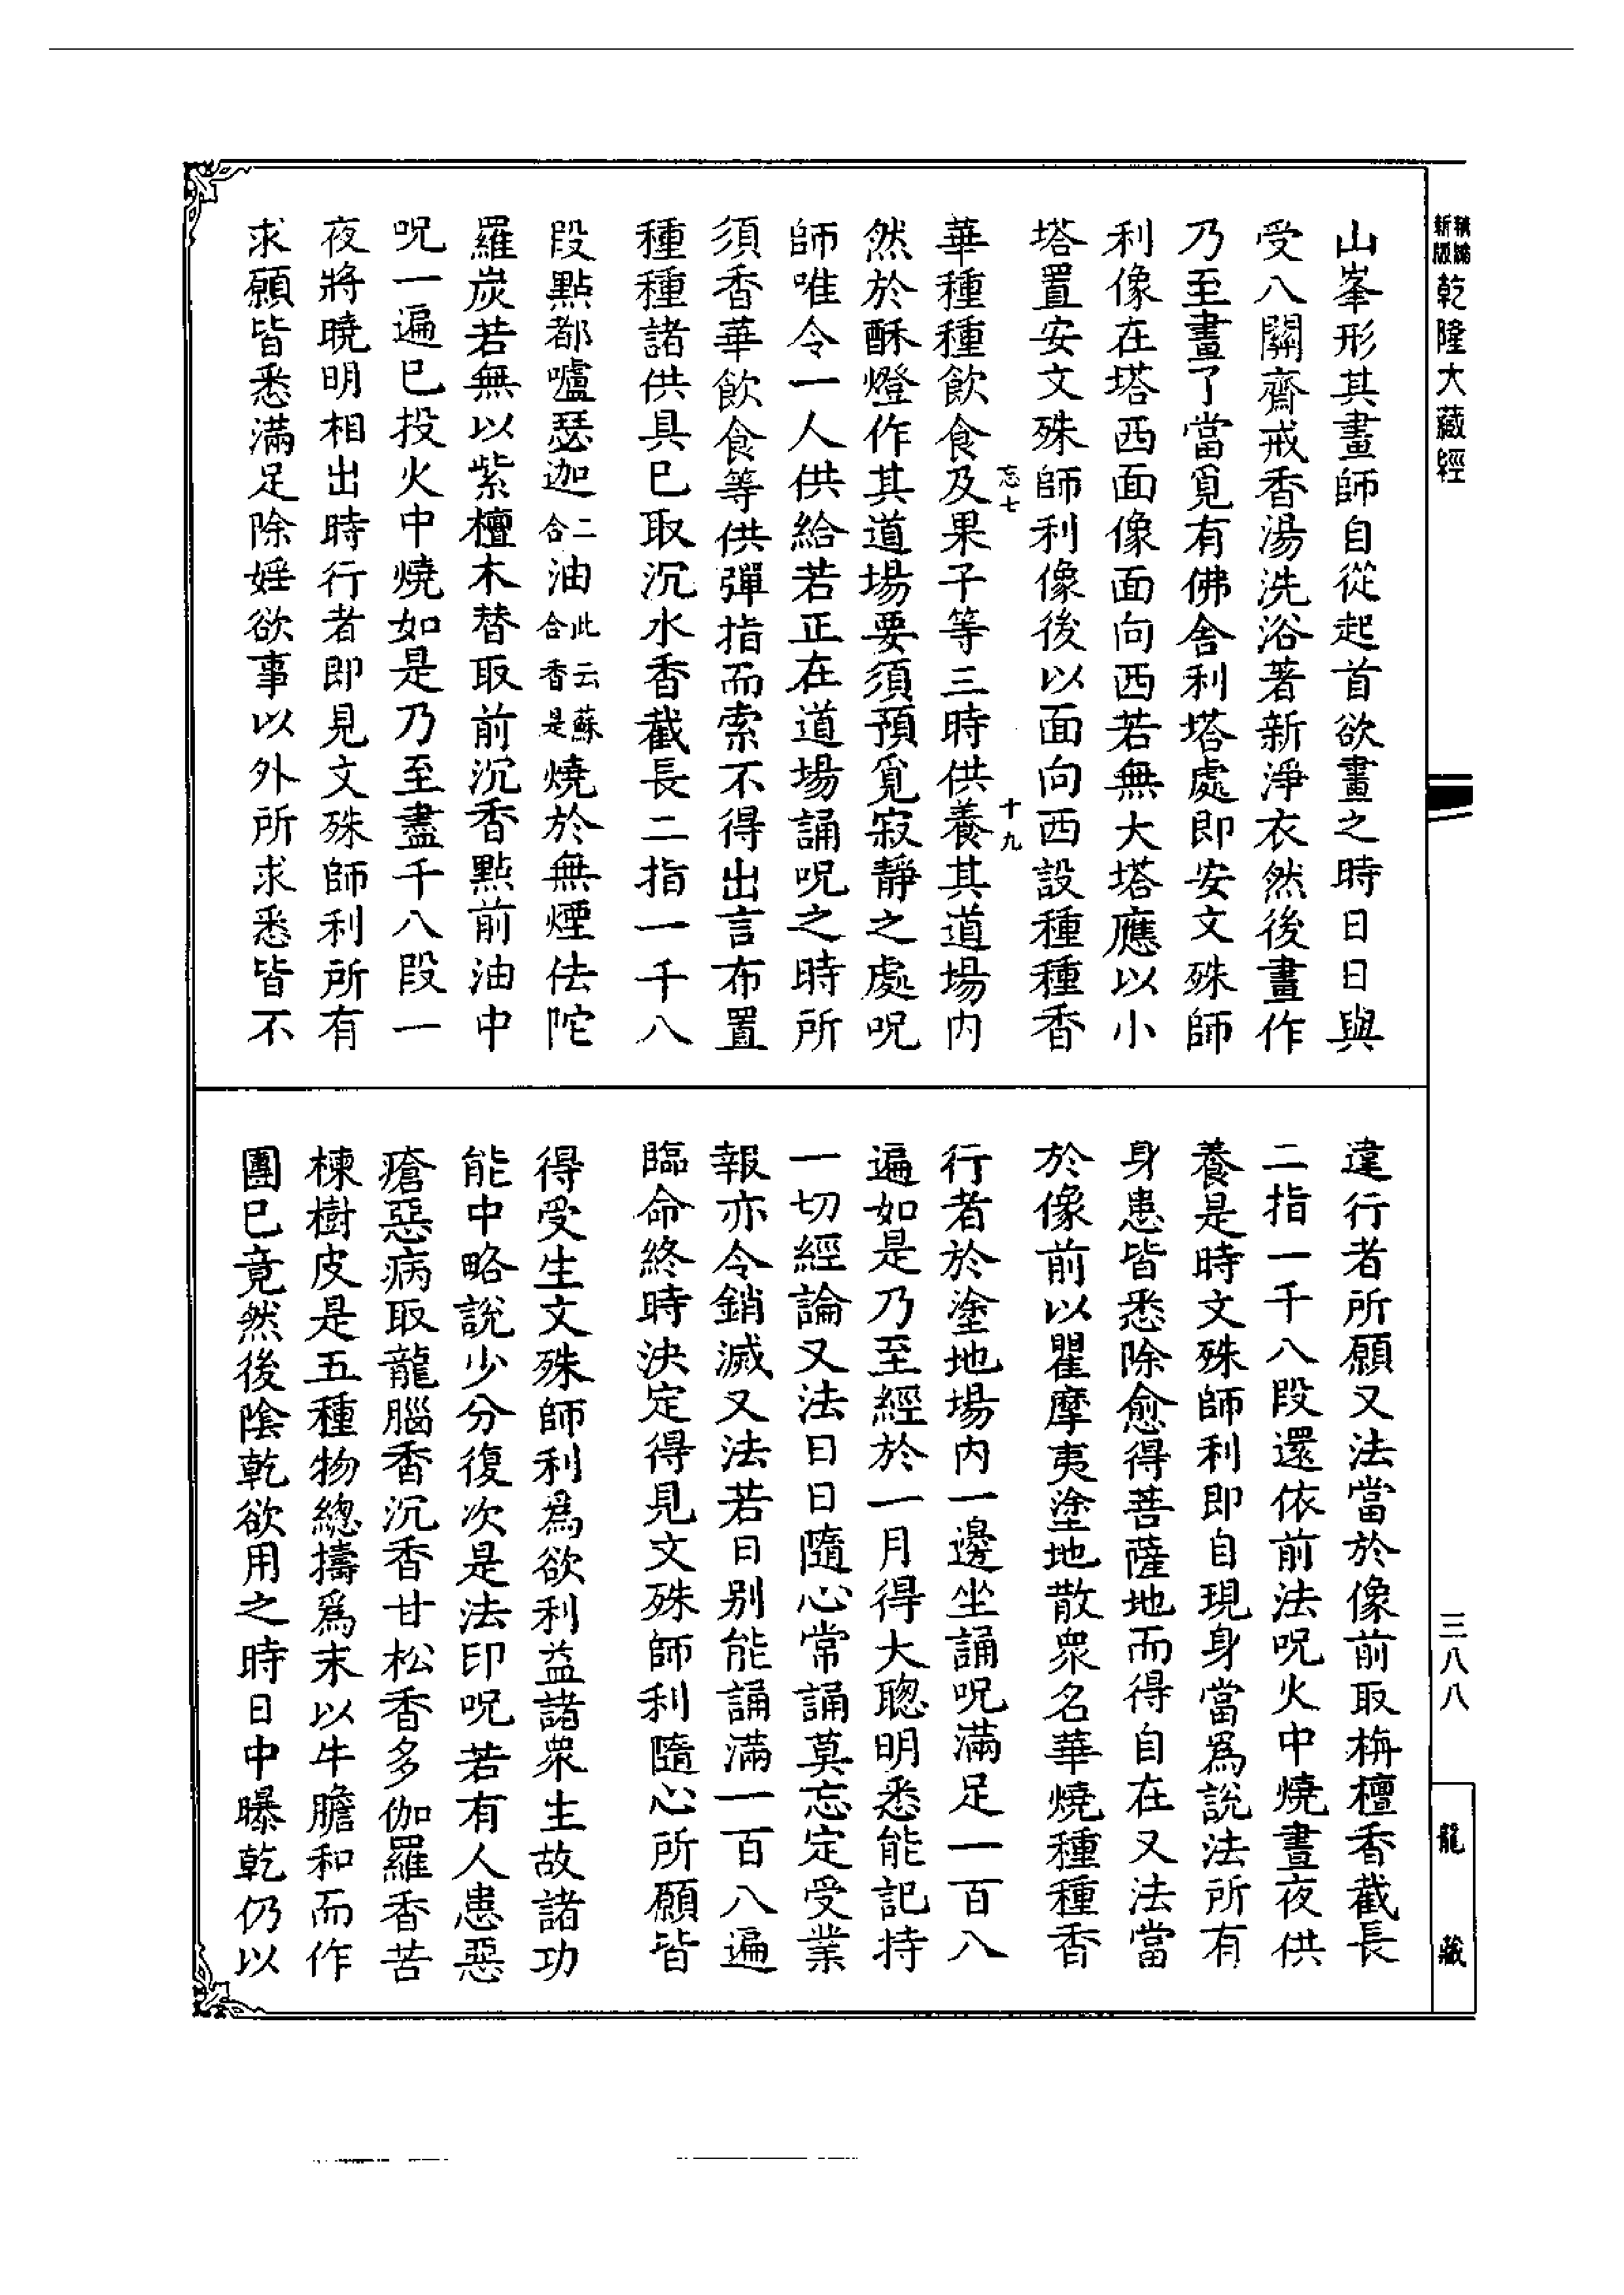 新版
乾隆大藏經
山峯形其畫師自從起首欲畫之時日日與
受八關齋戒香湯洗浴著新淨衣然後畫作
乃至畫了當覓有佛舍利塔處即安文殊師
利像在塔西面像面向西若無大塔應以小
塔置安文殊師利像後以面向西設種種香
忘七
十九
華種種飲食及果子等三時供養其道場內
然於酥燈作其道場要須預覓寂靜之處呪
師唯令一人供給若正在道場誦呪之時所
須香華飲食等供彈指而索不得出言布置
種種諸供具已取沉水香截長二指一千八
段點都嚧瑟迦二合油此云蘇合香是燒於無煙佉陀
羅炭若無以紫檀木替取前沉香點前油中
呪一遍已投火中燒如是乃至盡千八段一
夜將曉明相出時行者即見文殊師利所有
求願皆悉滿足除婬欲事以外所求悉皆不
違行者所願又法當於像前取栴檀香截長
二指一千八段還依前法呪火中燒晝夜供
養是時文殊師利即自現身當爲說法所有
身患皆悉除愈得菩薩地而得自在又法當
於像前以瞿摩夷塗地散衆名華燒種種香
行者於塗地場內一邊坐誦呪滿足一百八
遍如是乃至經於一月得大聰明悉能記持
一切經論又法日日隨心常誦莫忘定受業
報亦令銷滅又法若日別能誦滿一百八遍
臨命終時決定得見文殊師利隨心所願皆
得受生文殊師利爲欲利益諸衆生故諸功
能中略說少分復次是法印呪若有人患惡
瘡惡病取龍腦香沉香甘松香多伽羅香苦
楝樹皮是五種物總擣爲末以牛膽和而作
團已竟然後陰乾欲用之時日中曝乾仍以
三八八
龍藏